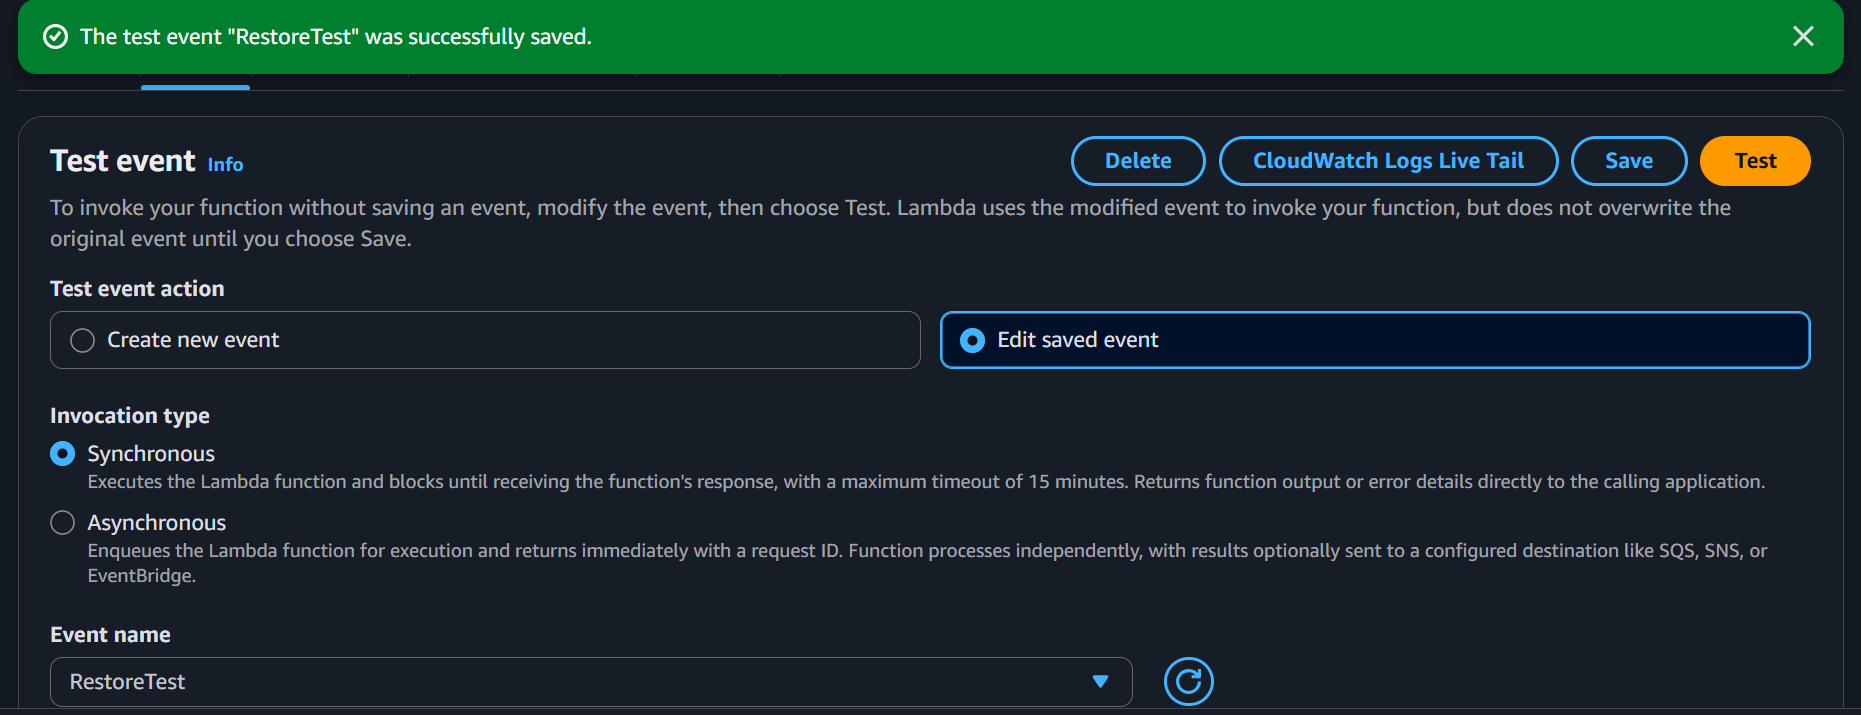 The test event "RestoreTest" was successfully saved.
Test event Info
Delete
CloudWatch Logs Live Tail
Save
Test
To invoke your function without saving an event, modify the event, then choose Test. Lambda uses the modified event to invoke your function, but does not overwrite the
original event until you choose Save.
Test event action
Create new event
Edit saved event
Invocation type
Synchronous
Executes the Lambda function and blocks until receiving the function's response, with a maximum timeout of 15 minutes. Returns function output or error details directly to the calling application.
Asynchronous
Enqueues the Lambda function for execution and returns immediately with a request ID. Function processes independently, with results optionally sent to a configured destination like SQS, SNS, or
EventBridge.
Event name
RestoreTest